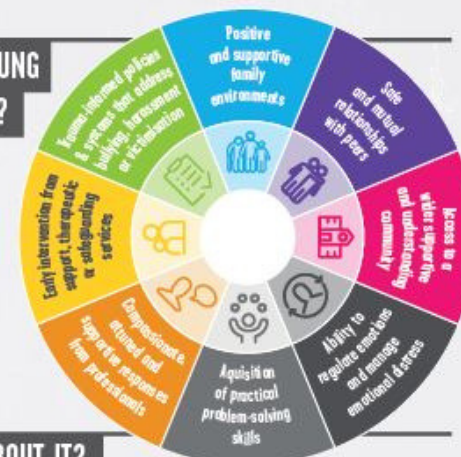 UNG
?
Positive
and supportive
family
environments
Safe
and mutual
relationships
with peers
Access to a
wider supportive
and understanding
community
Ability to
regulate emotions
and manage
emotional distress
Aquisition
of practical
problem-solving
skills
Compassionate,
attuned and
supportive responses
from professionals
Early intervention from
support, therapeutic
or safeguarding
services
Trauma-informed policies
& systems that address
bullying, harassment
or victimisation
BOUT IT?